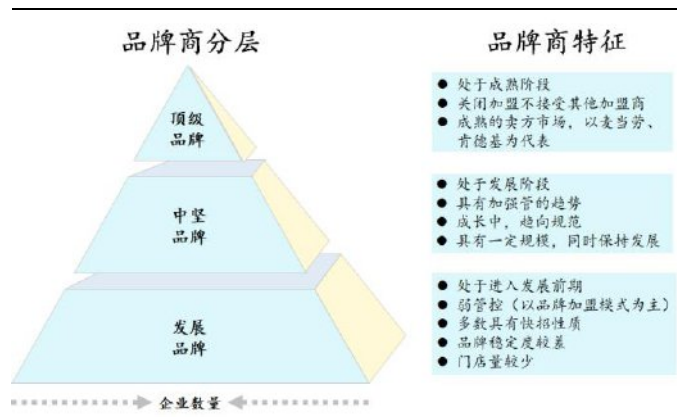 品牌商分层
品牌商特征
頂级
品牌
● 处于成熟阶段
● 关闭加盟不接受其他加盟商
● 成熟的卖方市场，以麦当劳、
肯德基为代表
中坚
品牌
● 处于发展阶段
● 具有加强管的趋势
● 成长中，趋向规范
● 具有一定规模，同时保持发展
发展
品牌
● 处于进入发展前期
● 弱管控（以品牌加盟模式为主）
● 多数具有快招性质
● 品牌稳定度较差
● 门店量较少
企业数量